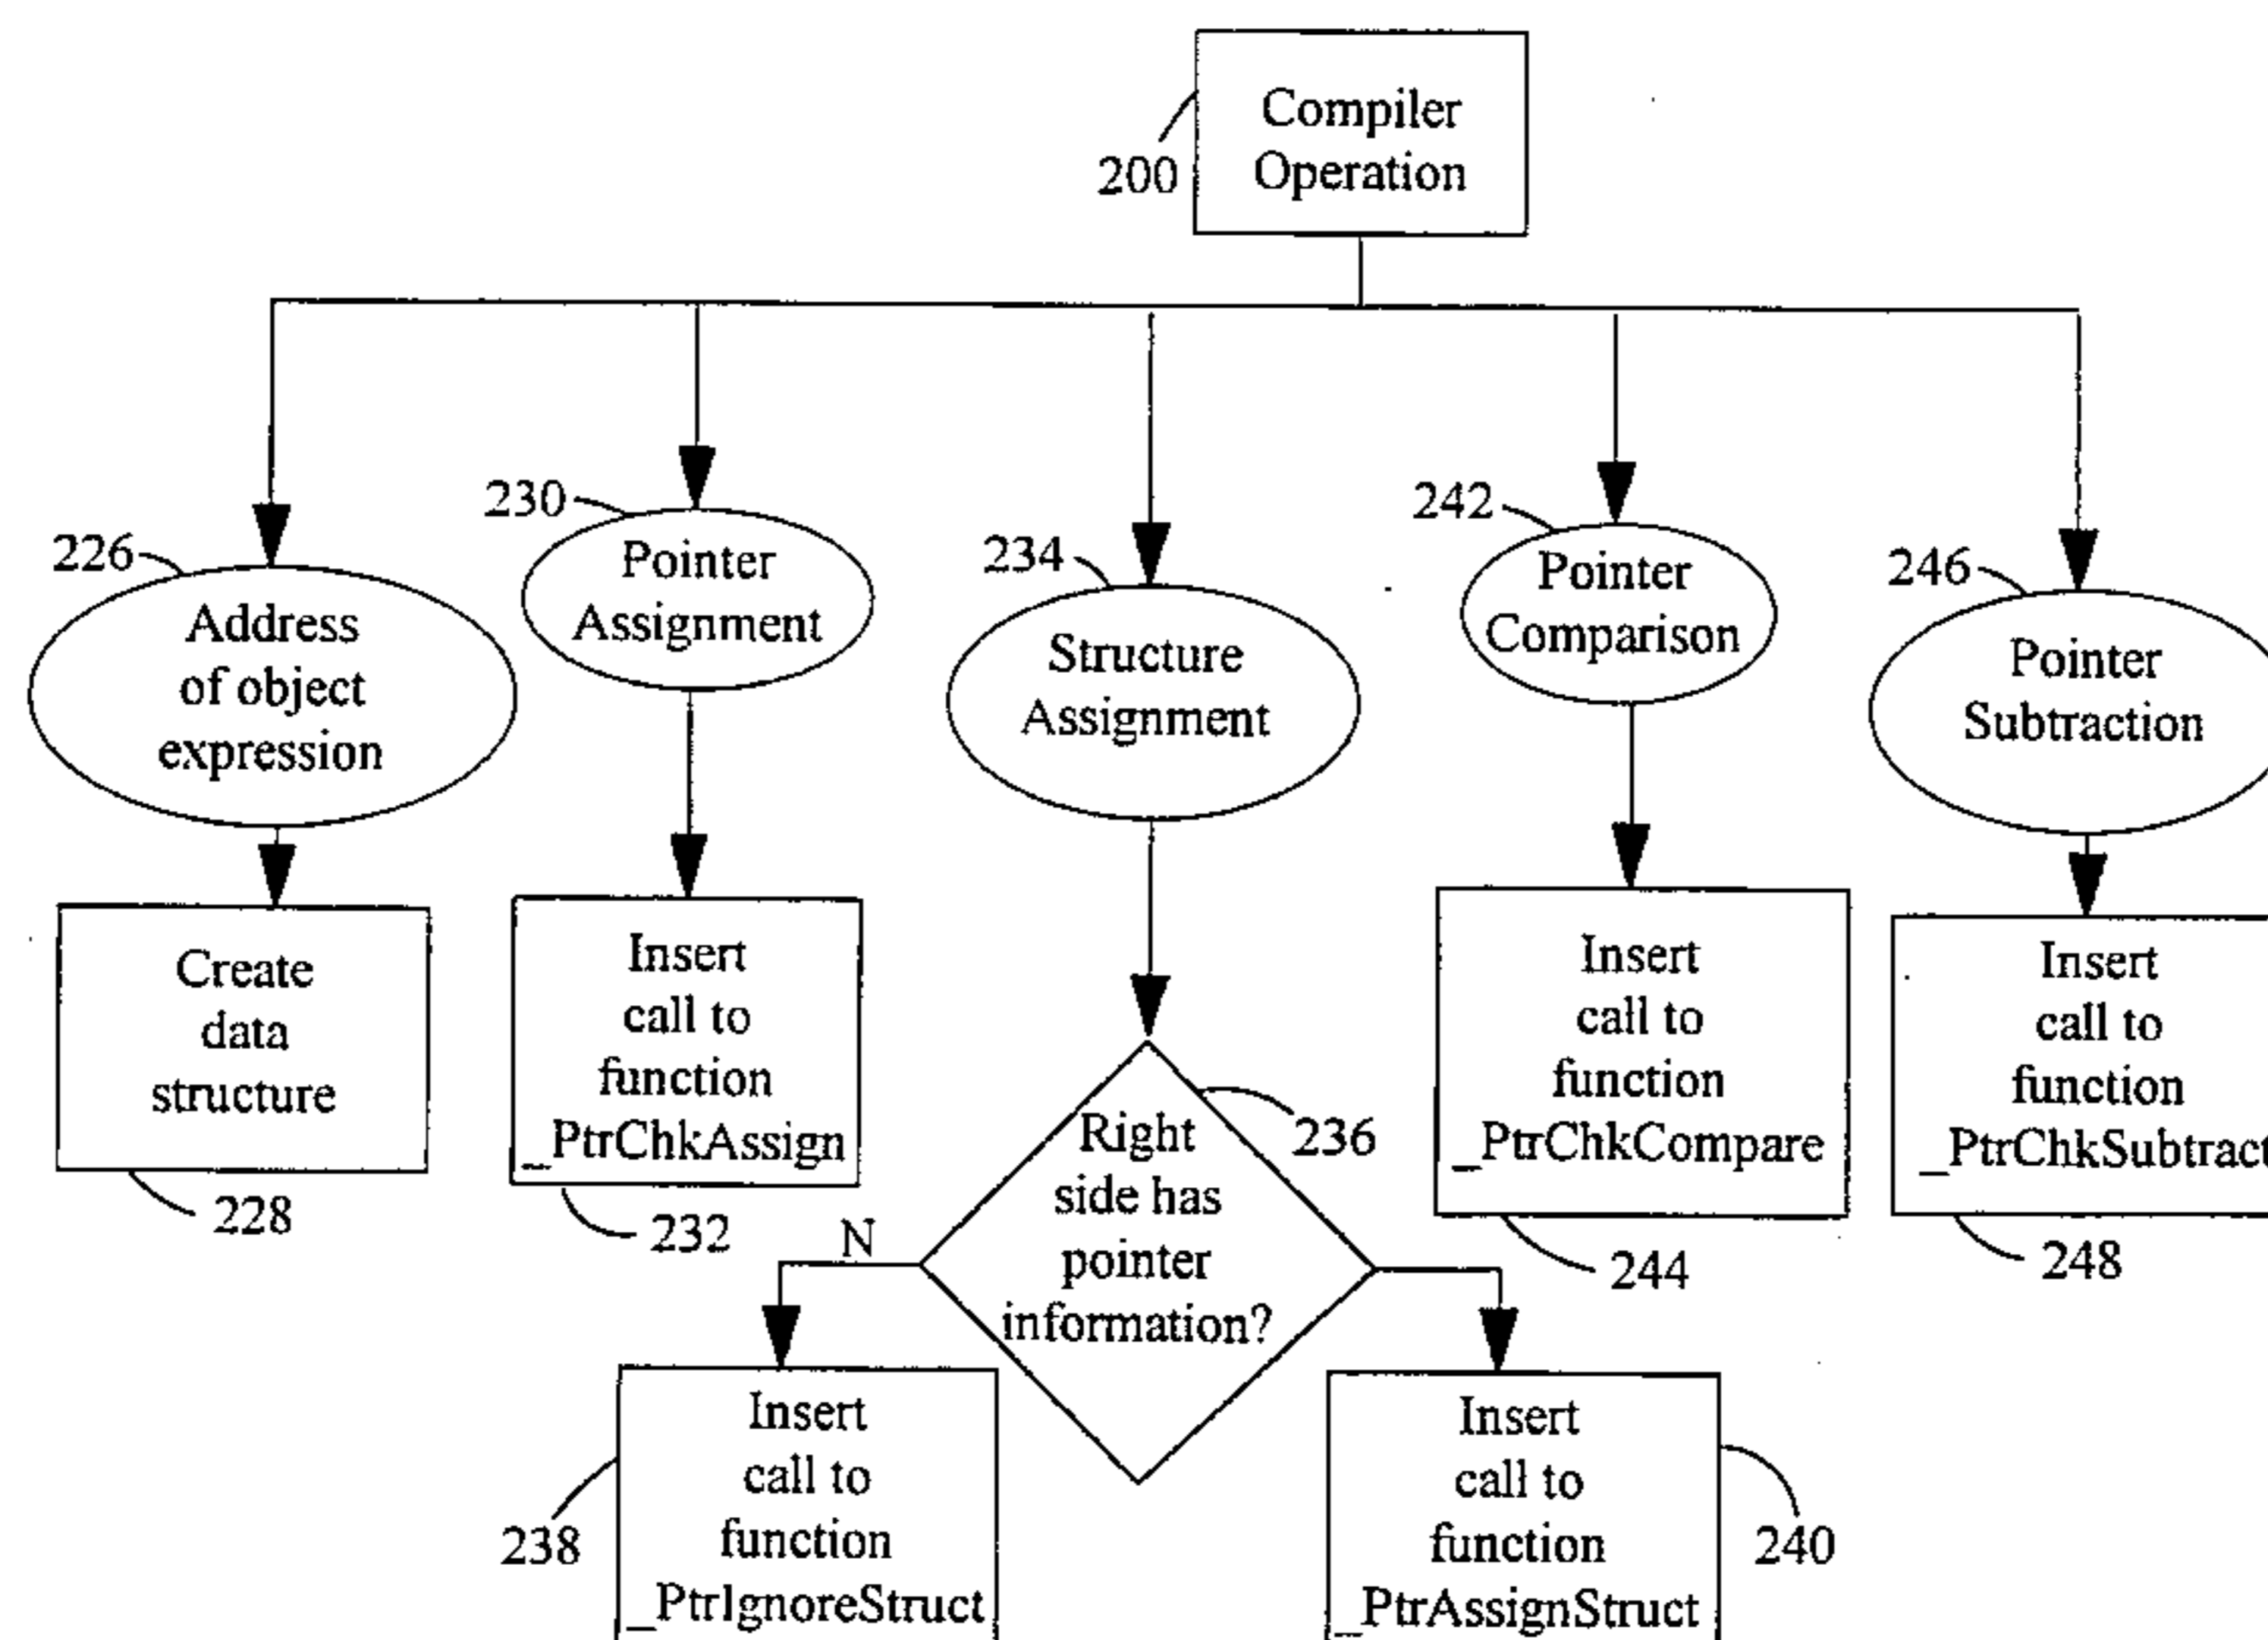 Compiler
Operation
200
226
Address
of object
expression
230
Pointer
Assignment
234
Structure
Assignment
242
Pointer
Comparison
246
Pointer
Subtraction
Create
data
structure
228
Insert
call to
function
_PtrChkAssign
232
Right
side has
pointer
information?
236
N
Insert
call to
function
_PtrChkCompare
244
Insert
call to
function
_PtrChkSubtract
248
Insert
call to
function
_PtrIgnoreStruct
238
Insert
call to
function
_PtrAssignStruct
240